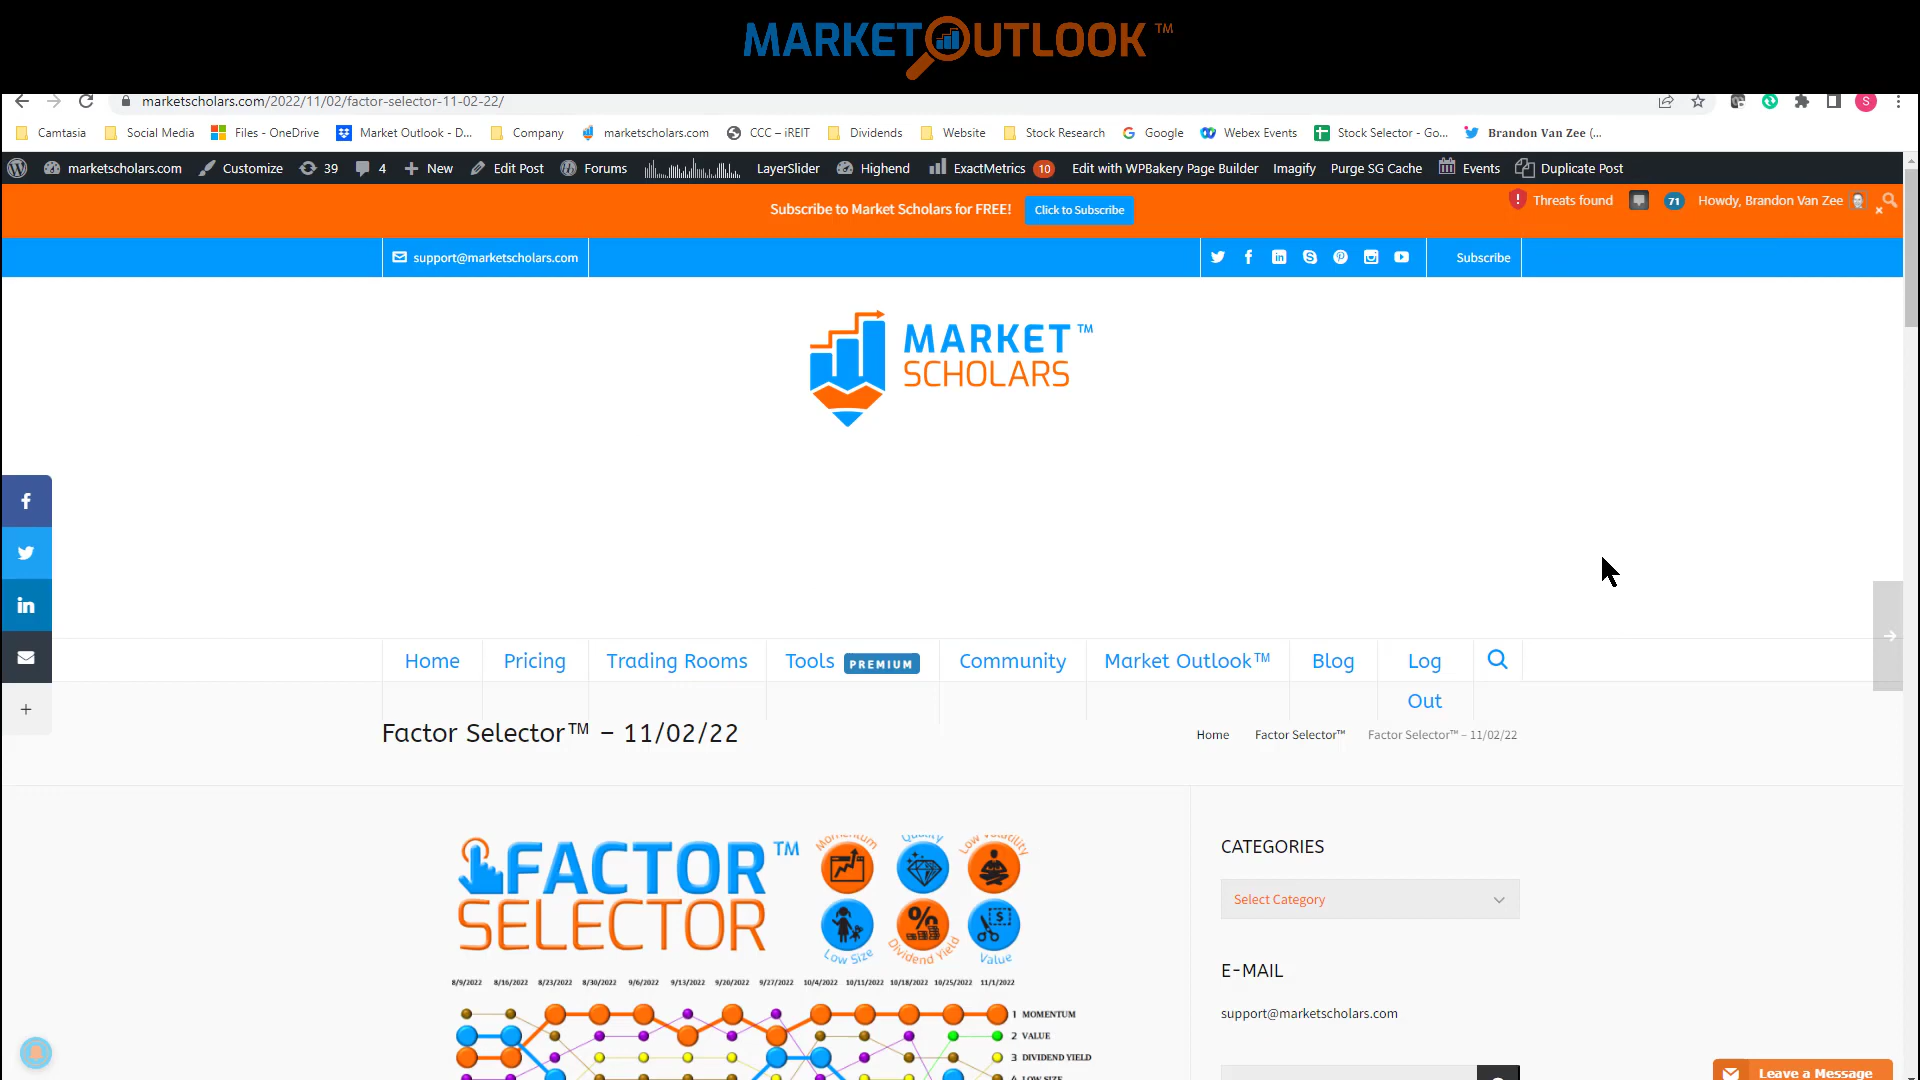 MARKETOUTLOOK™
marketscholars.com/2022/11/02/factor-selector-11-02-22/
S
Camtasia Social Media Files - OneDrive Market Outlook - D... Company marketscholars.com CCC – iREIT Dividends Website Stock Research Google Webex Events Stock Selector - Go... Brandon Van Zee (...
marketscholars.com Customize 39 4 New Edit Post Forums LayerSlider Highend ExactMetrics 10 Edit with WPBakery Page Builder Imagify Purge SG Cache Events Duplicate Post
Subscribe to Market Scholars for FREE! Click to Subscribe Threats found 71 Howdy, Brandon Van Zee
support@marketscholars.com Subscribe
MARKET™
SCHOLARS
Home Pricing Trading Rooms Tools PREMIUM Community Market Outlook™ Blog Log Out
Factor Selector™ – 11/02/22
Home Factor Selector™ Factor Selector™ – 11/02/22
FACTOR™
SELECTOR
Momentum Quality Low Volatility
Low Size Dividend Yield Value
8/9/2022 8/16/2022 8/23/2022 8/30/2022 9/6/2022 9/13/2022 9/20/2022 9/27/2022 10/4/2022 10/11/2022 10/18/2022 10/25/2022 11/1/2022
1 MOMENTUM
2 VALUE
3 DIVIDEND YIELD
4 LOW SIZE
CATEGORIES
Select Category
E-MAIL
support@marketscholars.com
Leave a Message